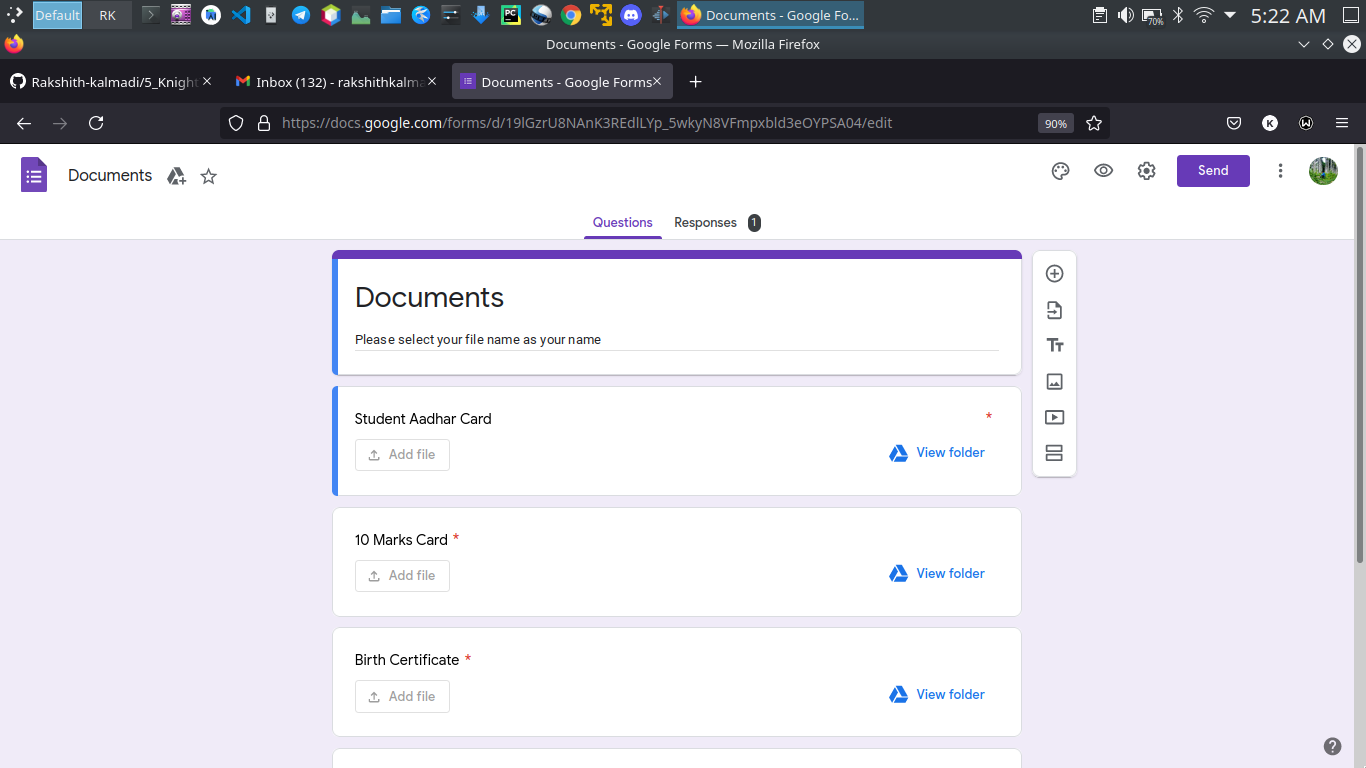 Default RK Documents - Google Fo... 70% 5:22 AM
Documents - Google Forms — Mozilla Firefox
Rakshith-kalmadi/5_Knight Inbox (132) - rakshithkalma Documents - Google Forms
https://docs.google.com/forms/d/19lGzrU8NAnK3REdlLYp_5wkyN8VFmpxbld3eOYPSA04/edit 90% K
Documents Send
Questions Responses 1
Documents
Please select your file name as your name
Student Aadhar Card *
Add file View folder
10 Marks Card *
Add file View folder
Birth Certificate *
Add file View folder